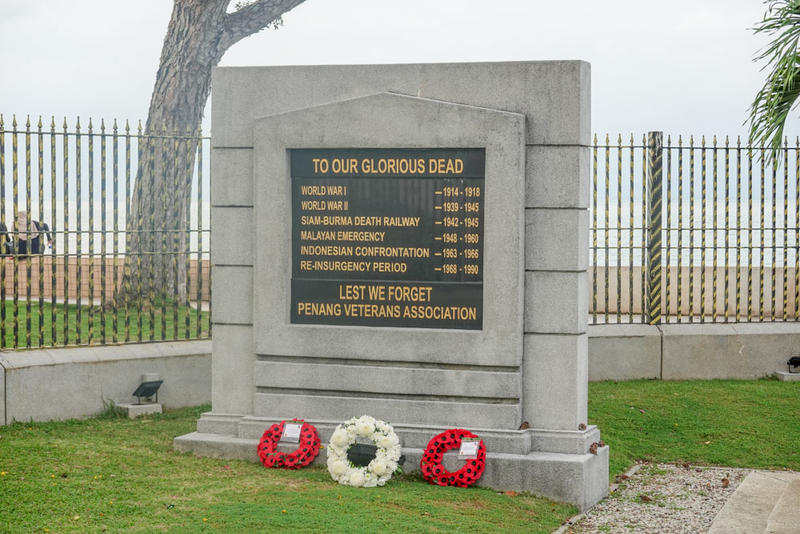 TO OUR GLORIOUS DEAD
WORLD WAR I — 1914 - 1918
WORLD WAR II — 1939 - 1945
SIAM-BURMA DEATH RAILWAY — 1942 - 1945
MALAYAN EMERGENCY — 1948 - 1960
INDONESIAN CONFRONTATION — 1963 - 1966
RE-INSURGENCY PERIOD — 1968 - 1990
LEST WE FORGET
PENANG VETERANS ASSOCIATION